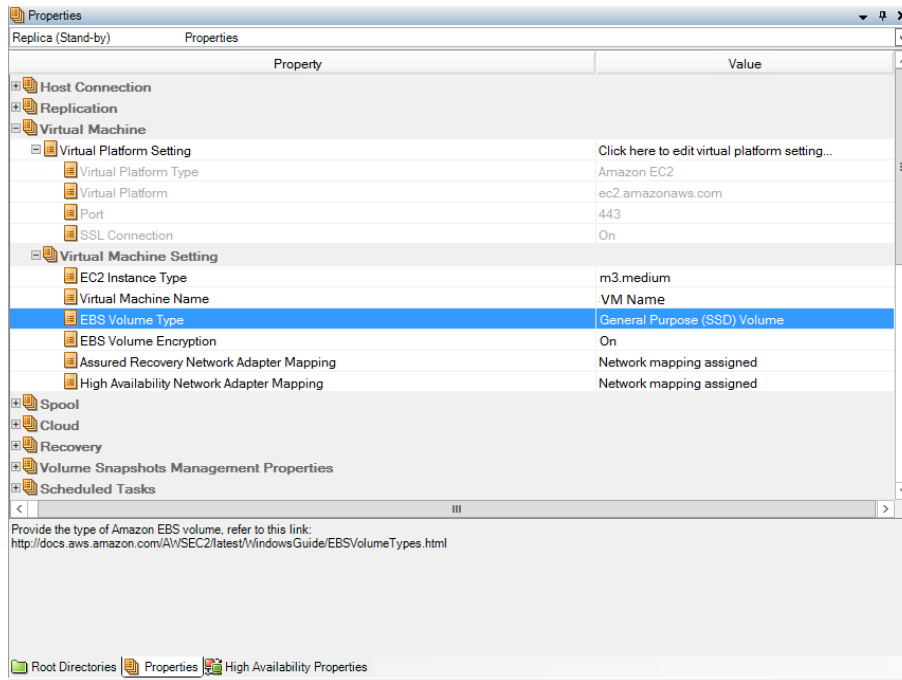 Properties
Replica (Stand-by) Properties
Property Value
Host Connection
Replication
Virtual Machine
Virtual Platform Setting Click here to edit virtual platform setting...
Virtual Platform Type Amazon EC2
Virtual Platform ec2.amazonaws.com
Port 443
SSL Connection On
Virtual Machine Setting
EC2 Instance Type m3.medium
Virtual Machine Name VM Name
EBS Volume Type General Purpose (SSD) Volume
EBS Volume Encryption On
Assured Recovery Network Adapter Mapping Network mapping assigned
High Availability Network Adapter Mapping Network mapping assigned
Spool
Cloud
Recovery
Volume Snapshots Management Properties
Scheduled Tasks
Provide the type of Amazon EBS volume, refer to this link:
http://docs.aws.amazon.com/AWSEC2/latest/WindowsGuide/EBSVolumeTypes.html
Root Directories Properties High Availability Properties